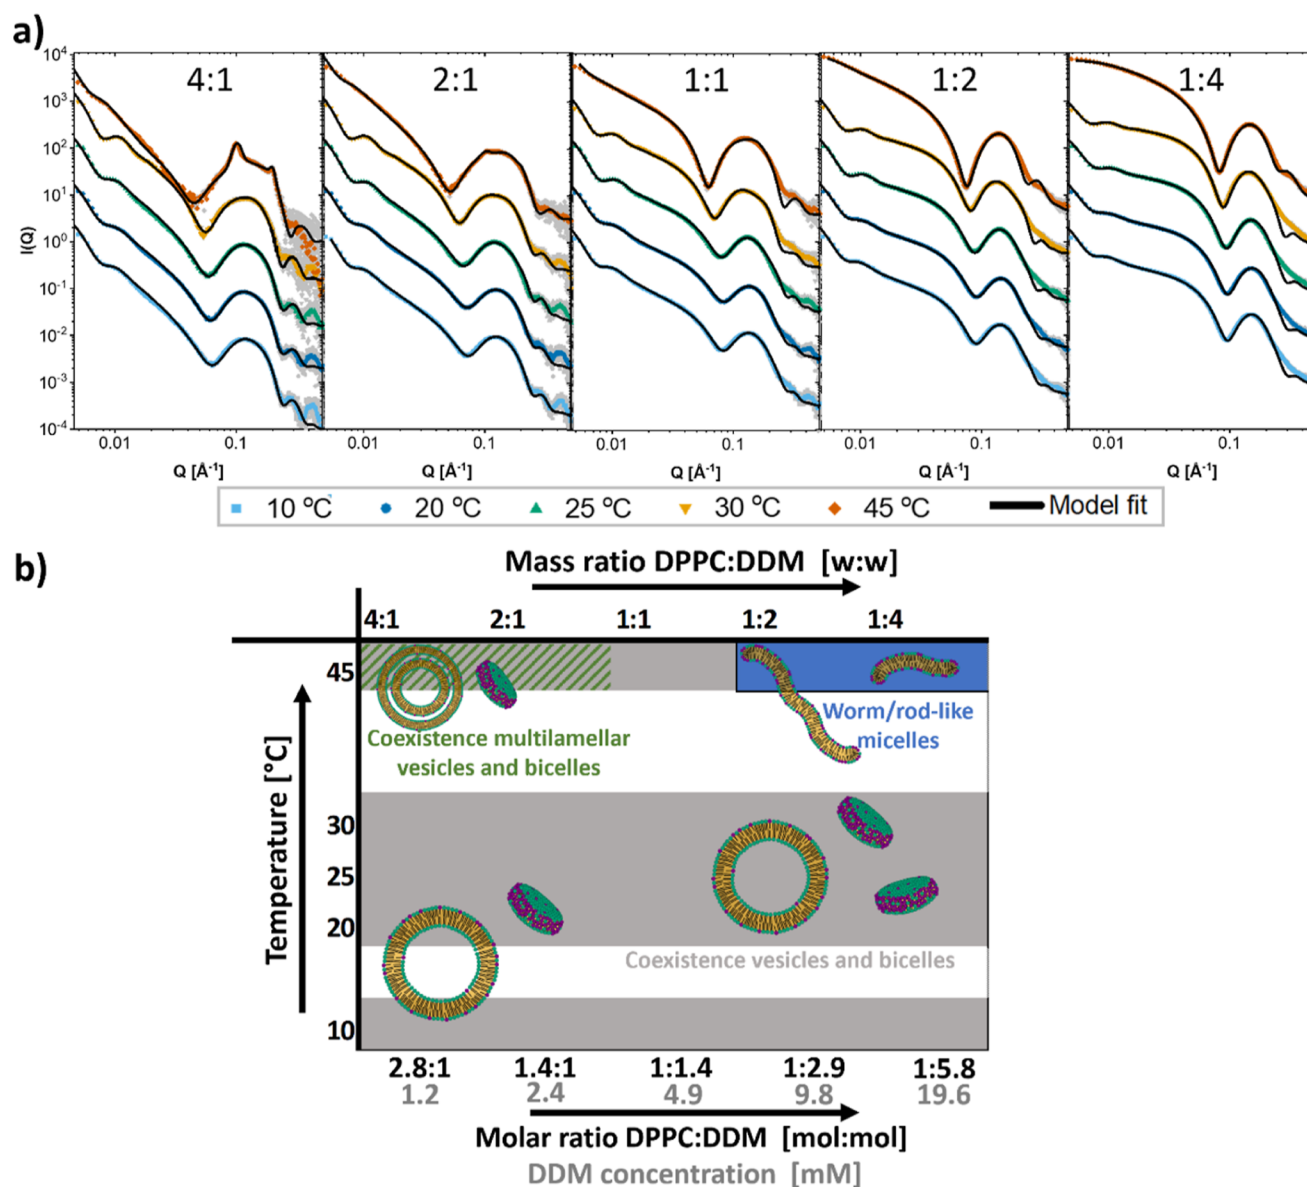 a)
4:1 2:1 1:1 1:2 1:4
10⁴
10³
10²
10¹
10⁰
10⁻¹
10⁻²
10⁻³
10⁻⁴
I(Q)
0.01 0.1 0.01 0.1 0.01 0.1 0.01 0.1 0.01 0.1
Q [Å⁻¹] Q [Å⁻¹] Q [Å⁻¹] Q [Å⁻¹] Q [Å⁻¹]
10 ºC 20 ºC 25 ºC 30 ºC 45 ºC Model fit
b)
Mass ratio DPPC:DDM [w:w]
4:1 2:1 1:1 1:2 1:4
45
Worm/rod-like
micelles
Coexistence multilamellar
vesicles and bicelles
Temperature [°C]
30
25
20
Coexistence vesicles and bicelles
10
2.8:1 1.4:1 1:1.4 1:2.9 1:5.8
1.2 2.4 4.9 9.8 19.6
Molar ratio DPPC:DDM [mol:mol]
DDM concentration [mM]